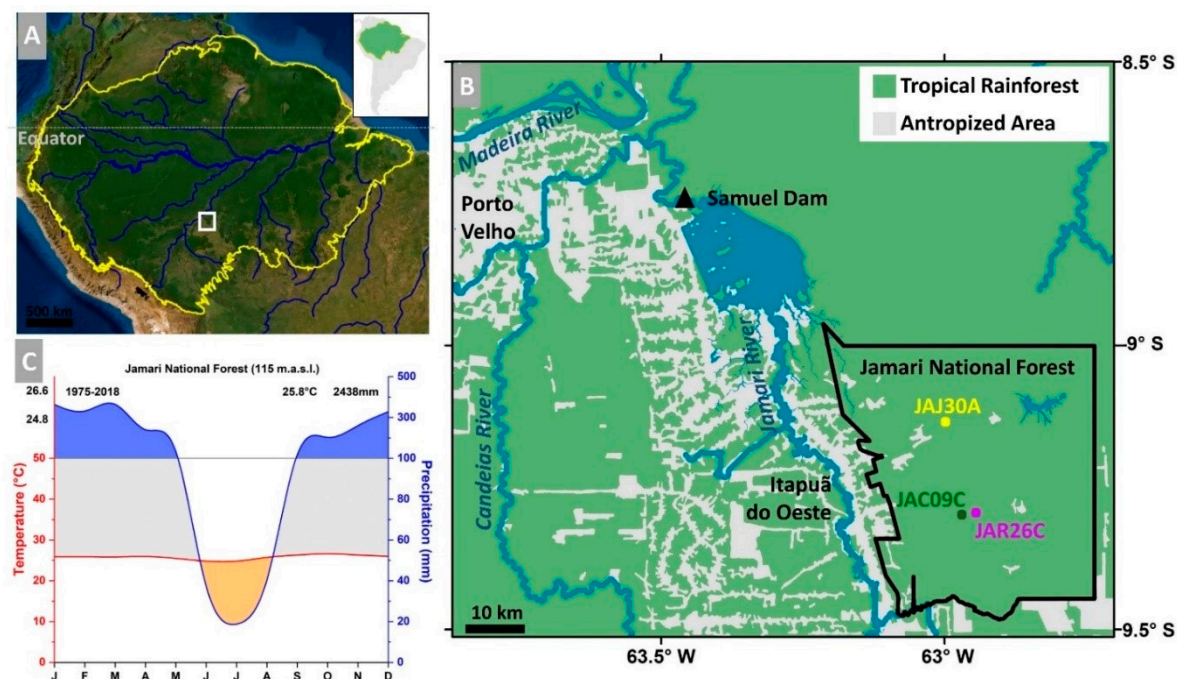 A
Equator
500 km
B
Tropical Rainforest
Antropized Area
Madeira River
Porto
Velho
Samuel Dam
Jamari River
Candeias River
Itapuã
do Oeste
Jamari National Forest
JAJ30A
JAC09C
JAR26C
10 km
8.5° S
9° S
9.5° S
63.5° W
63° W
C
Jamari National Forest (115 m.a.s.l.)
26.6
24.8
1975-2018
25.8°C
2438mm
Temperature (°C)
50
40
30
20
10
0
Precipitation (mm)
500
300
100
80
60
40
20
0
J F M A M J J A S O N D